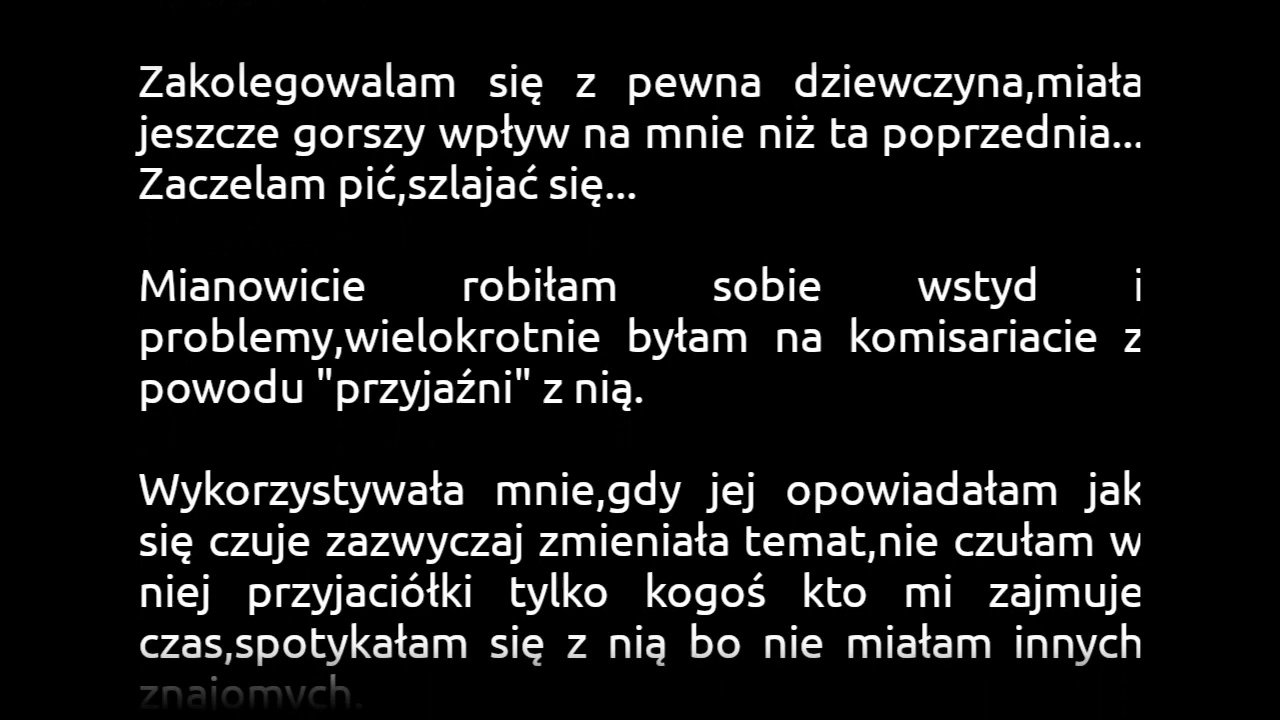 Zakolegowalam się z pewna dziewczyna,miała
jeszcze gorszy wpływ na mnie niż ta poprzednia...
Zaczelam pić,szlajać się...
Mianowicie robiłam sobie wstyd i
problemy,wielokrotnie byłam na komisariacie z
powodu "przyjaźni" z nią.
Wykorzystywała mnie,gdy jej opowiadałam jak
się czuje zazwyczaj zmieniała temat,nie czułam w
niej przyjaciółki tylko kogoś kto mi zajmuje
czas,spotykałam się z nią bo nie miałam innych
znajomych.